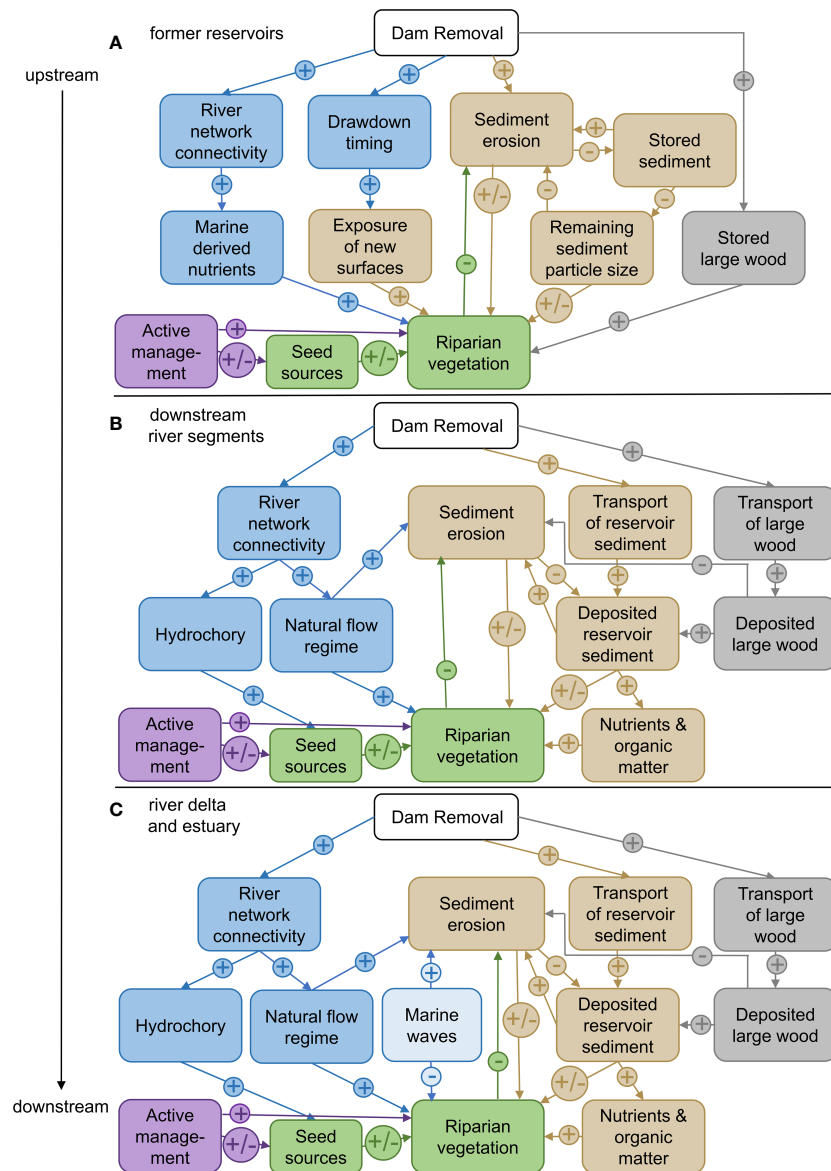 A
former reservoirs
Dam Removal
upstream
+
+
+
+
River
network
connectivity
Drawdown
timing
Sediment
erosion
+
-
Stored
sediment
+
+
+/-
-
-
Marine
derived
nutrients
Exposure
of new
surfaces
Remaining
sediment
particle size
Stored
large wood
-
+
+
+/-
+
Active
manage-
ment
+
+/-
Seed
sources
+/-
Riparian
vegetation
B
downstream
river segments
Dam Removal
+
+
+
River
network
connectivity
Sediment
erosion
Transport
of reservoir
sediment
Transport
of large
wood
+
+
+
-
+
+
-
+
Hydrochory
Natural flow
regime
+/-
Deposited
reservoir
sediment
+
Deposited
large wood
-
+
+
+/-
+
Active
manage-
ment
+
+/-
Seed
sources
+/-
Riparian
vegetation
+
Nutrients &
organic
matter
C
river delta
and estuary
Dam Removal
+
+
+
River
network
connectivity
Sediment
erosion
Transport
of reservoir
sediment
Transport
of large
wood
+
+
+
+
-
+
+
-
+
Hydrochory
Natural flow
regime
Marine
waves
+/-
Deposited
reservoir
sediment
+
Deposited
large wood
+
+
-
-
+/-
+
downstream
Active
manage-
ment
+
+/-
Seed
sources
+/-
Riparian
vegetation
+
Nutrients &
organic
matter